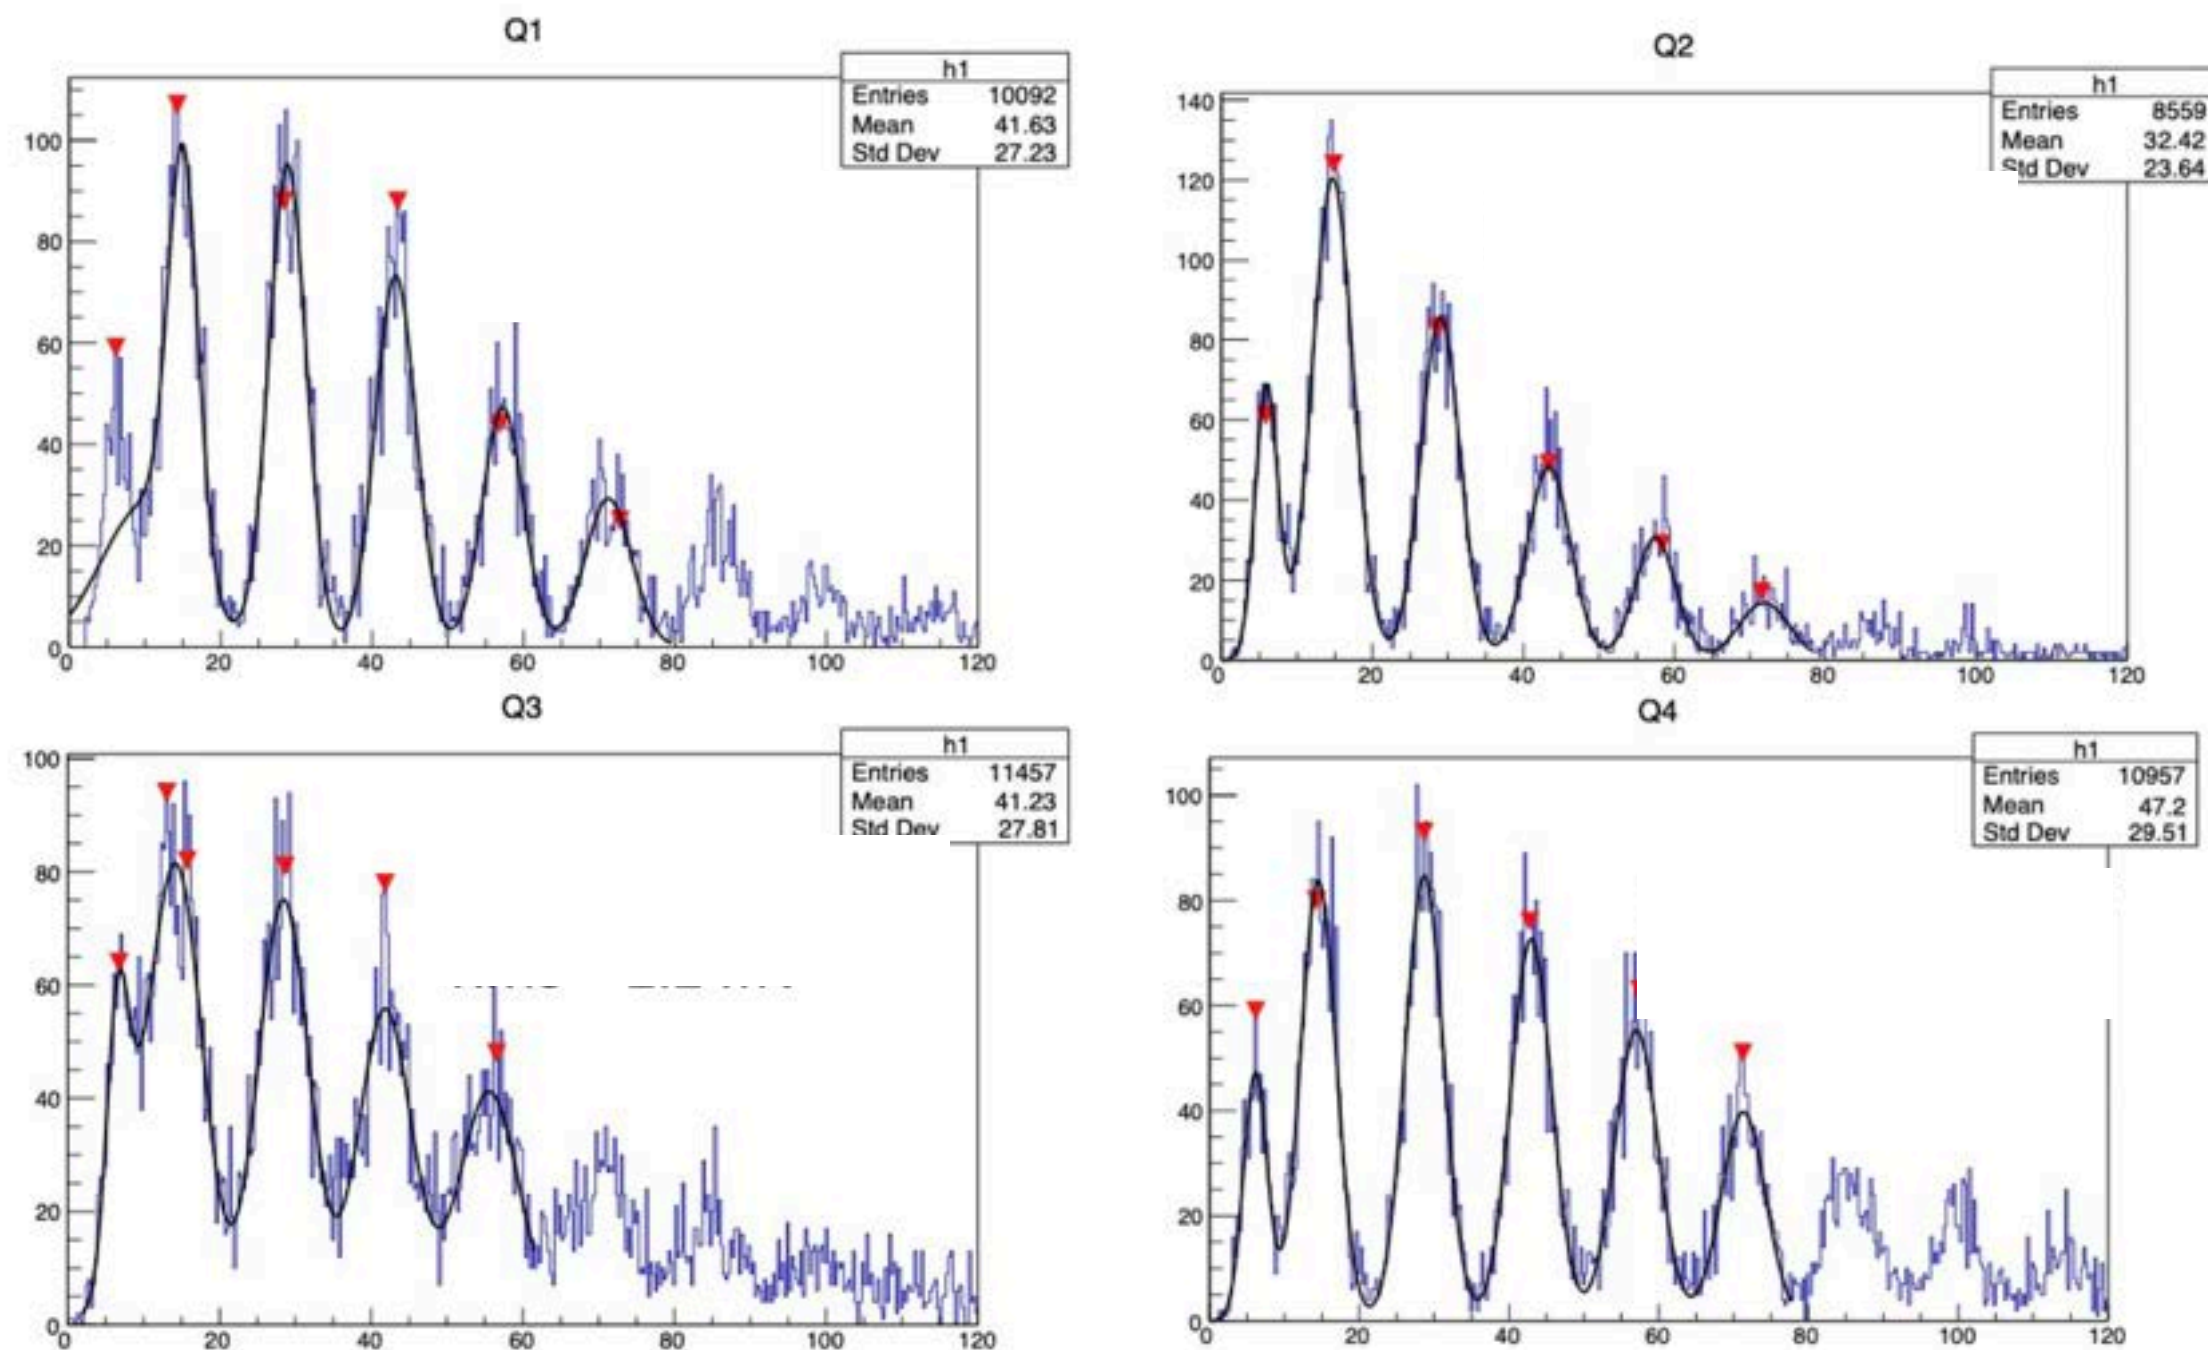 Q1
h1
Entries 10092
Mean 41.63
Std Dev 27.23
100
80
60
40
20
0
0 20 40 60 80 100 120
Q2
h1
Entries 8559
Mean 32.42
Std Dev 23.64
140
120
100
80
60
40
20
0
0 20 40 60 80 100 120
Q3
h1
Entries 11457
Mean 41.23
Std Dev 27.81
100
80
60
40
20
0
0 20 40 60 80 100 120
Q4
h1
Entries 10957
Mean 47.2
Std Dev 29.51
100
80
60
40
20
0
0 20 40 60 80 100 120